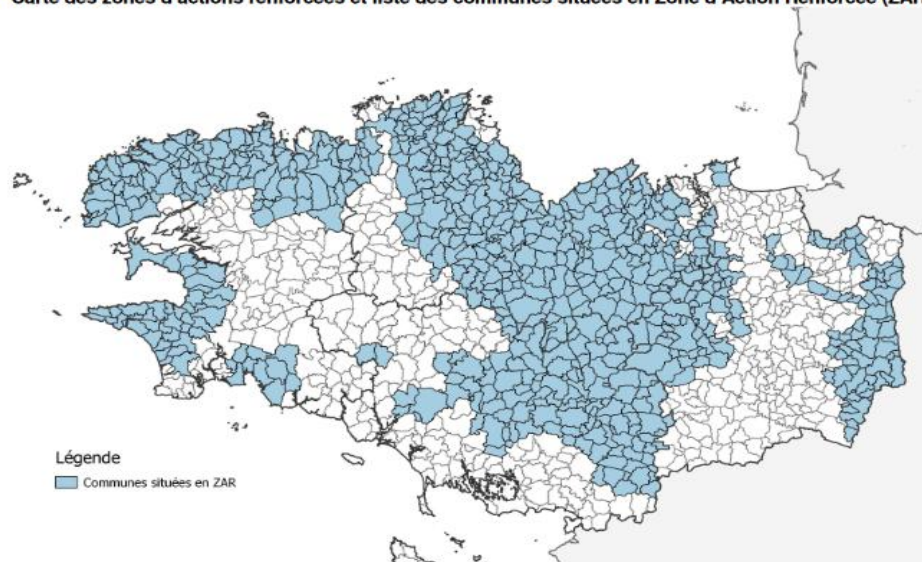 Carte des zones d'actions renforcées et liste des communes situées en Zone d'Action Renforcée (ZAR
Légende
Communes situées en ZAR